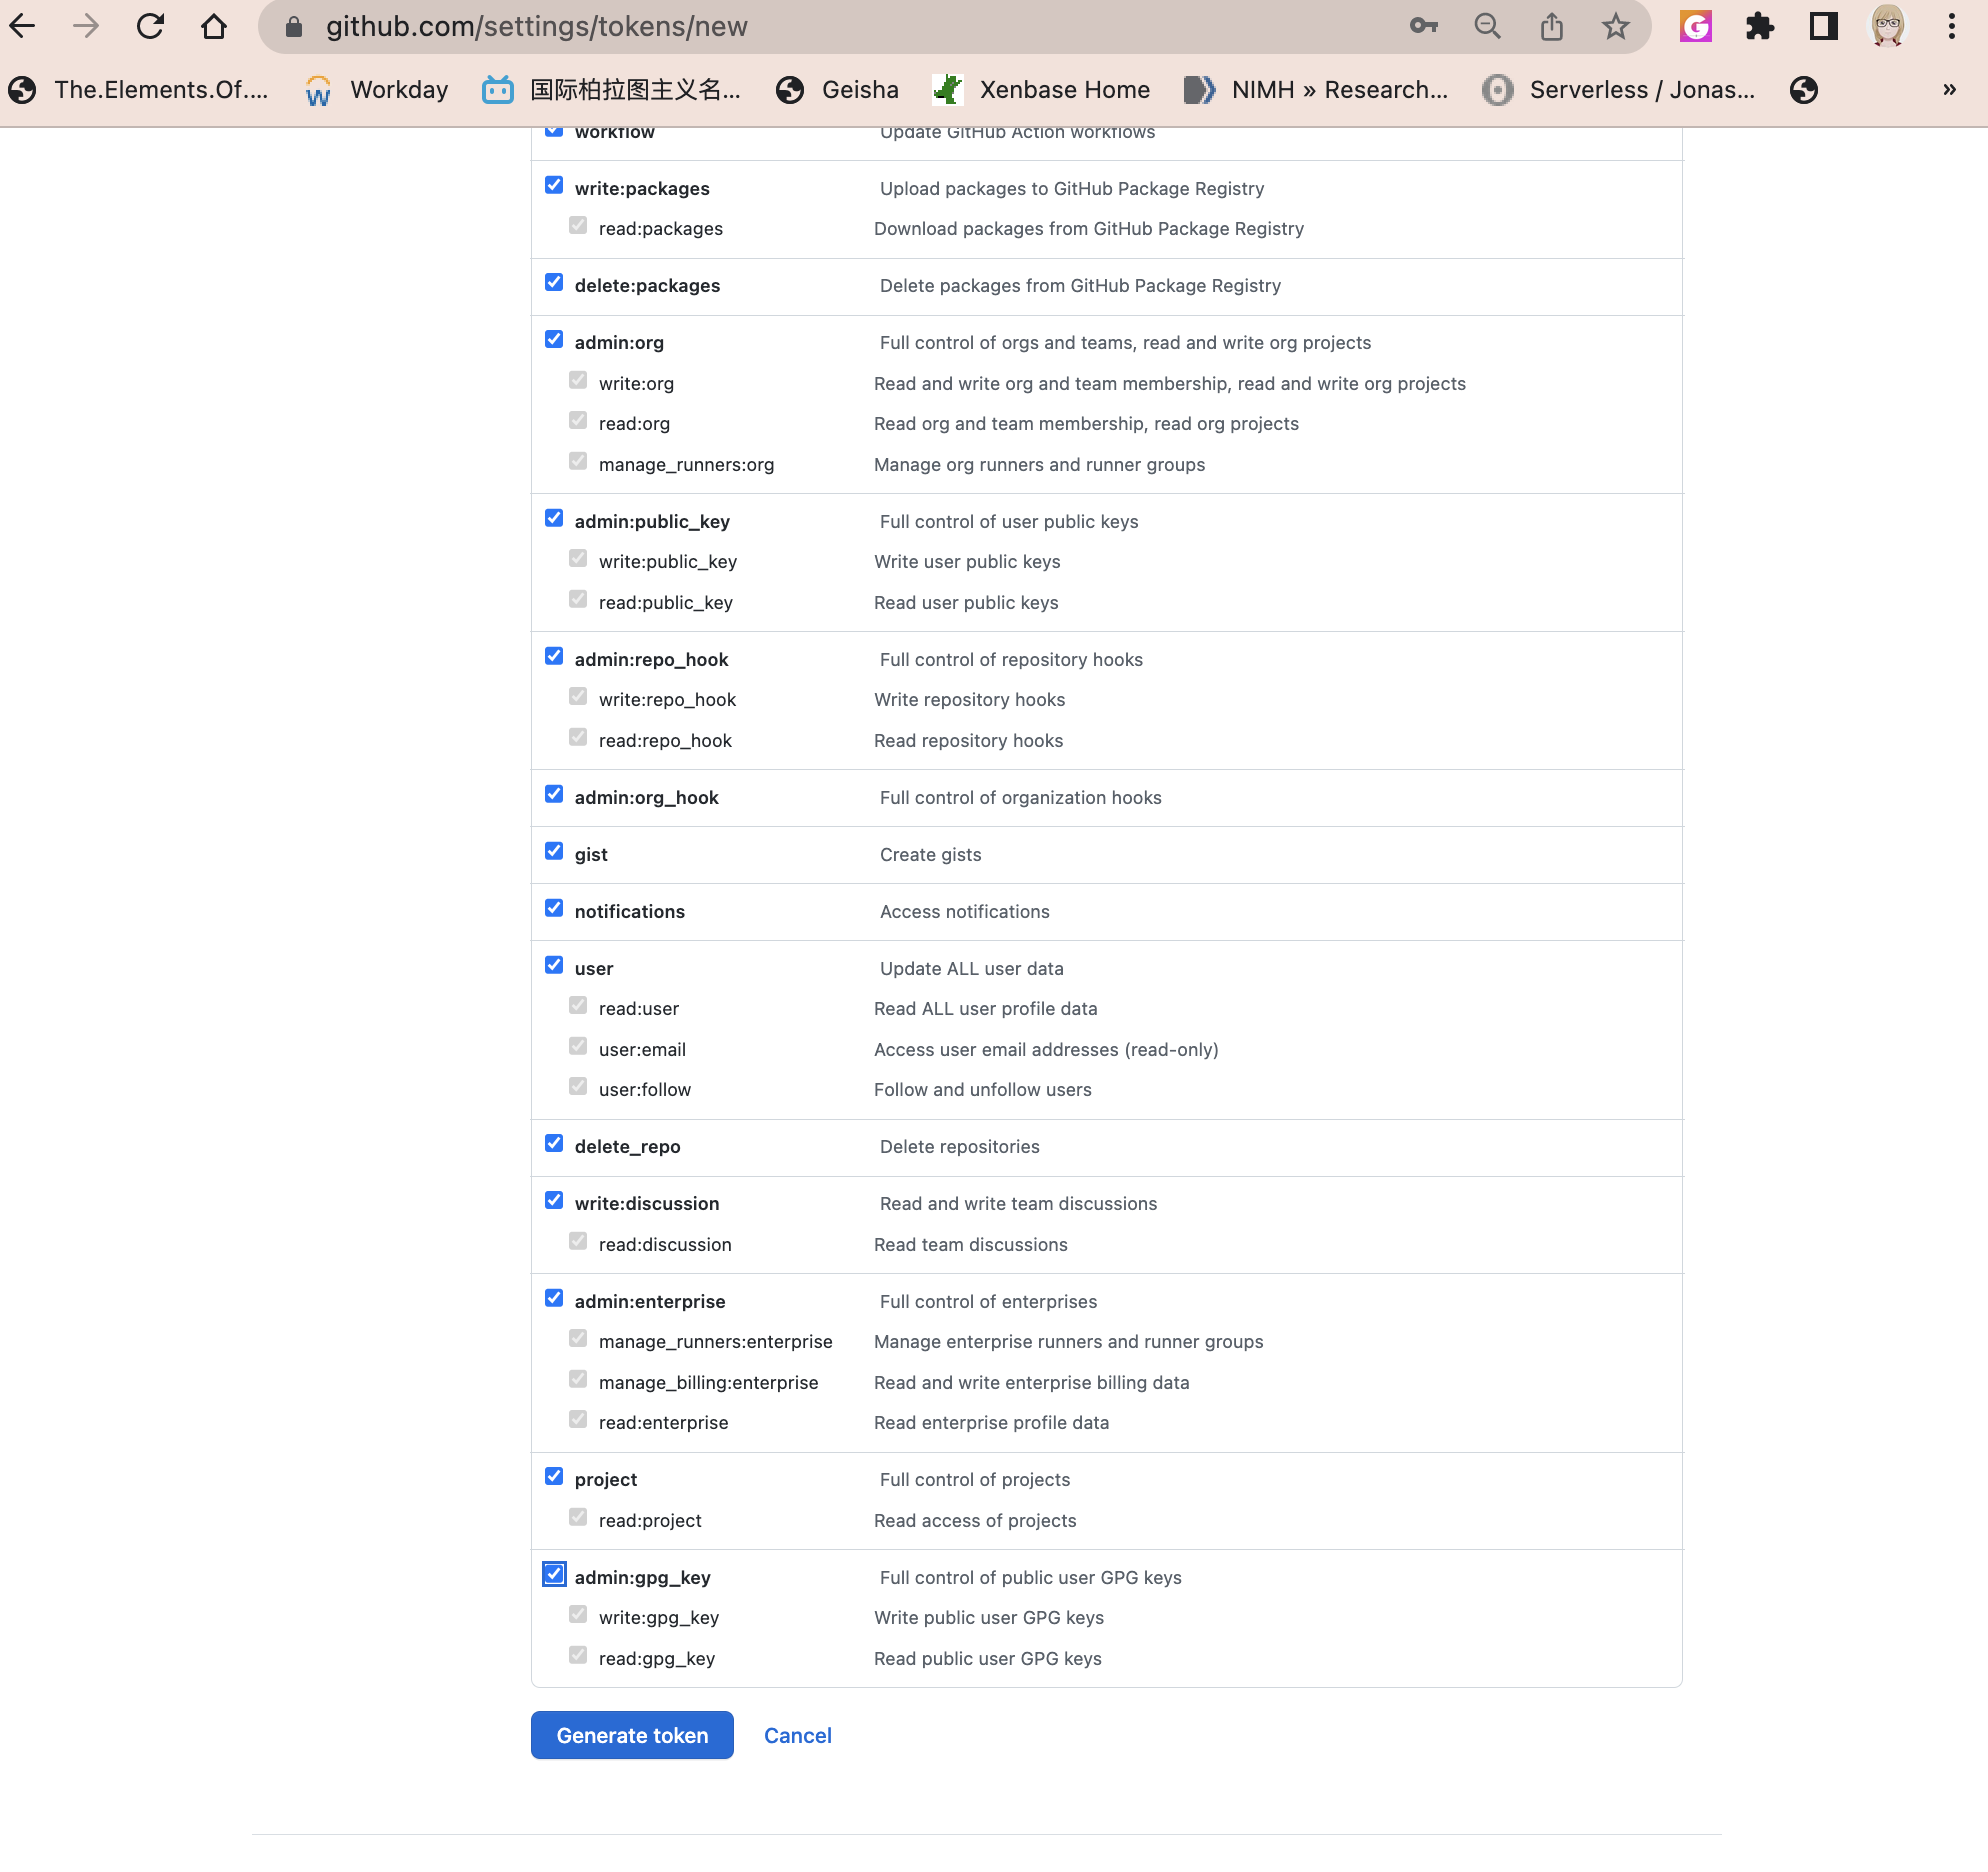 github.com/settings/tokens/new
The.Elements.Of.... Workday 国际柏拉图主义名... Geisha Xenbase Home NIMH » Research... Serverless / Jonas... »
workflow Update GitHub Action workflows
write:packages Upload packages to GitHub Package Registry
read:packages Download packages from GitHub Package Registry
delete:packages Delete packages from GitHub Package Registry
admin:org Full control of orgs and teams, read and write org projects
write:org Read and write org and team membership, read and write org projects
read:org Read org and team membership, read org projects
manage_runners:org Manage org runners and runner groups
admin:public_key Full control of user public keys
write:public_key Write user public keys
read:public_key Read user public keys
admin:repo_hook Full control of repository hooks
write:repo_hook Write repository hooks
read:repo_hook Read repository hooks
admin:org_hook Full control of organization hooks
gist Create gists
notifications Access notifications
user Update ALL user data
read:user Read ALL user profile data
user:email Access user email addresses (read-only)
user:follow Follow and unfollow users
delete_repo Delete repositories
write:discussion Read and write team discussions
read:discussion Read team discussions
admin:enterprise Full control of enterprises
manage_runners:enterprise Manage enterprise runners and runner groups
manage_billing:enterprise Read and write enterprise billing data
read:enterprise Read enterprise profile data
project Full control of projects
read:project Read access of projects
admin:gpg_key Full control of public user GPG keys
write:gpg_key Write public user GPG keys
read:gpg_key Read public user GPG keys
Generate token Cancel